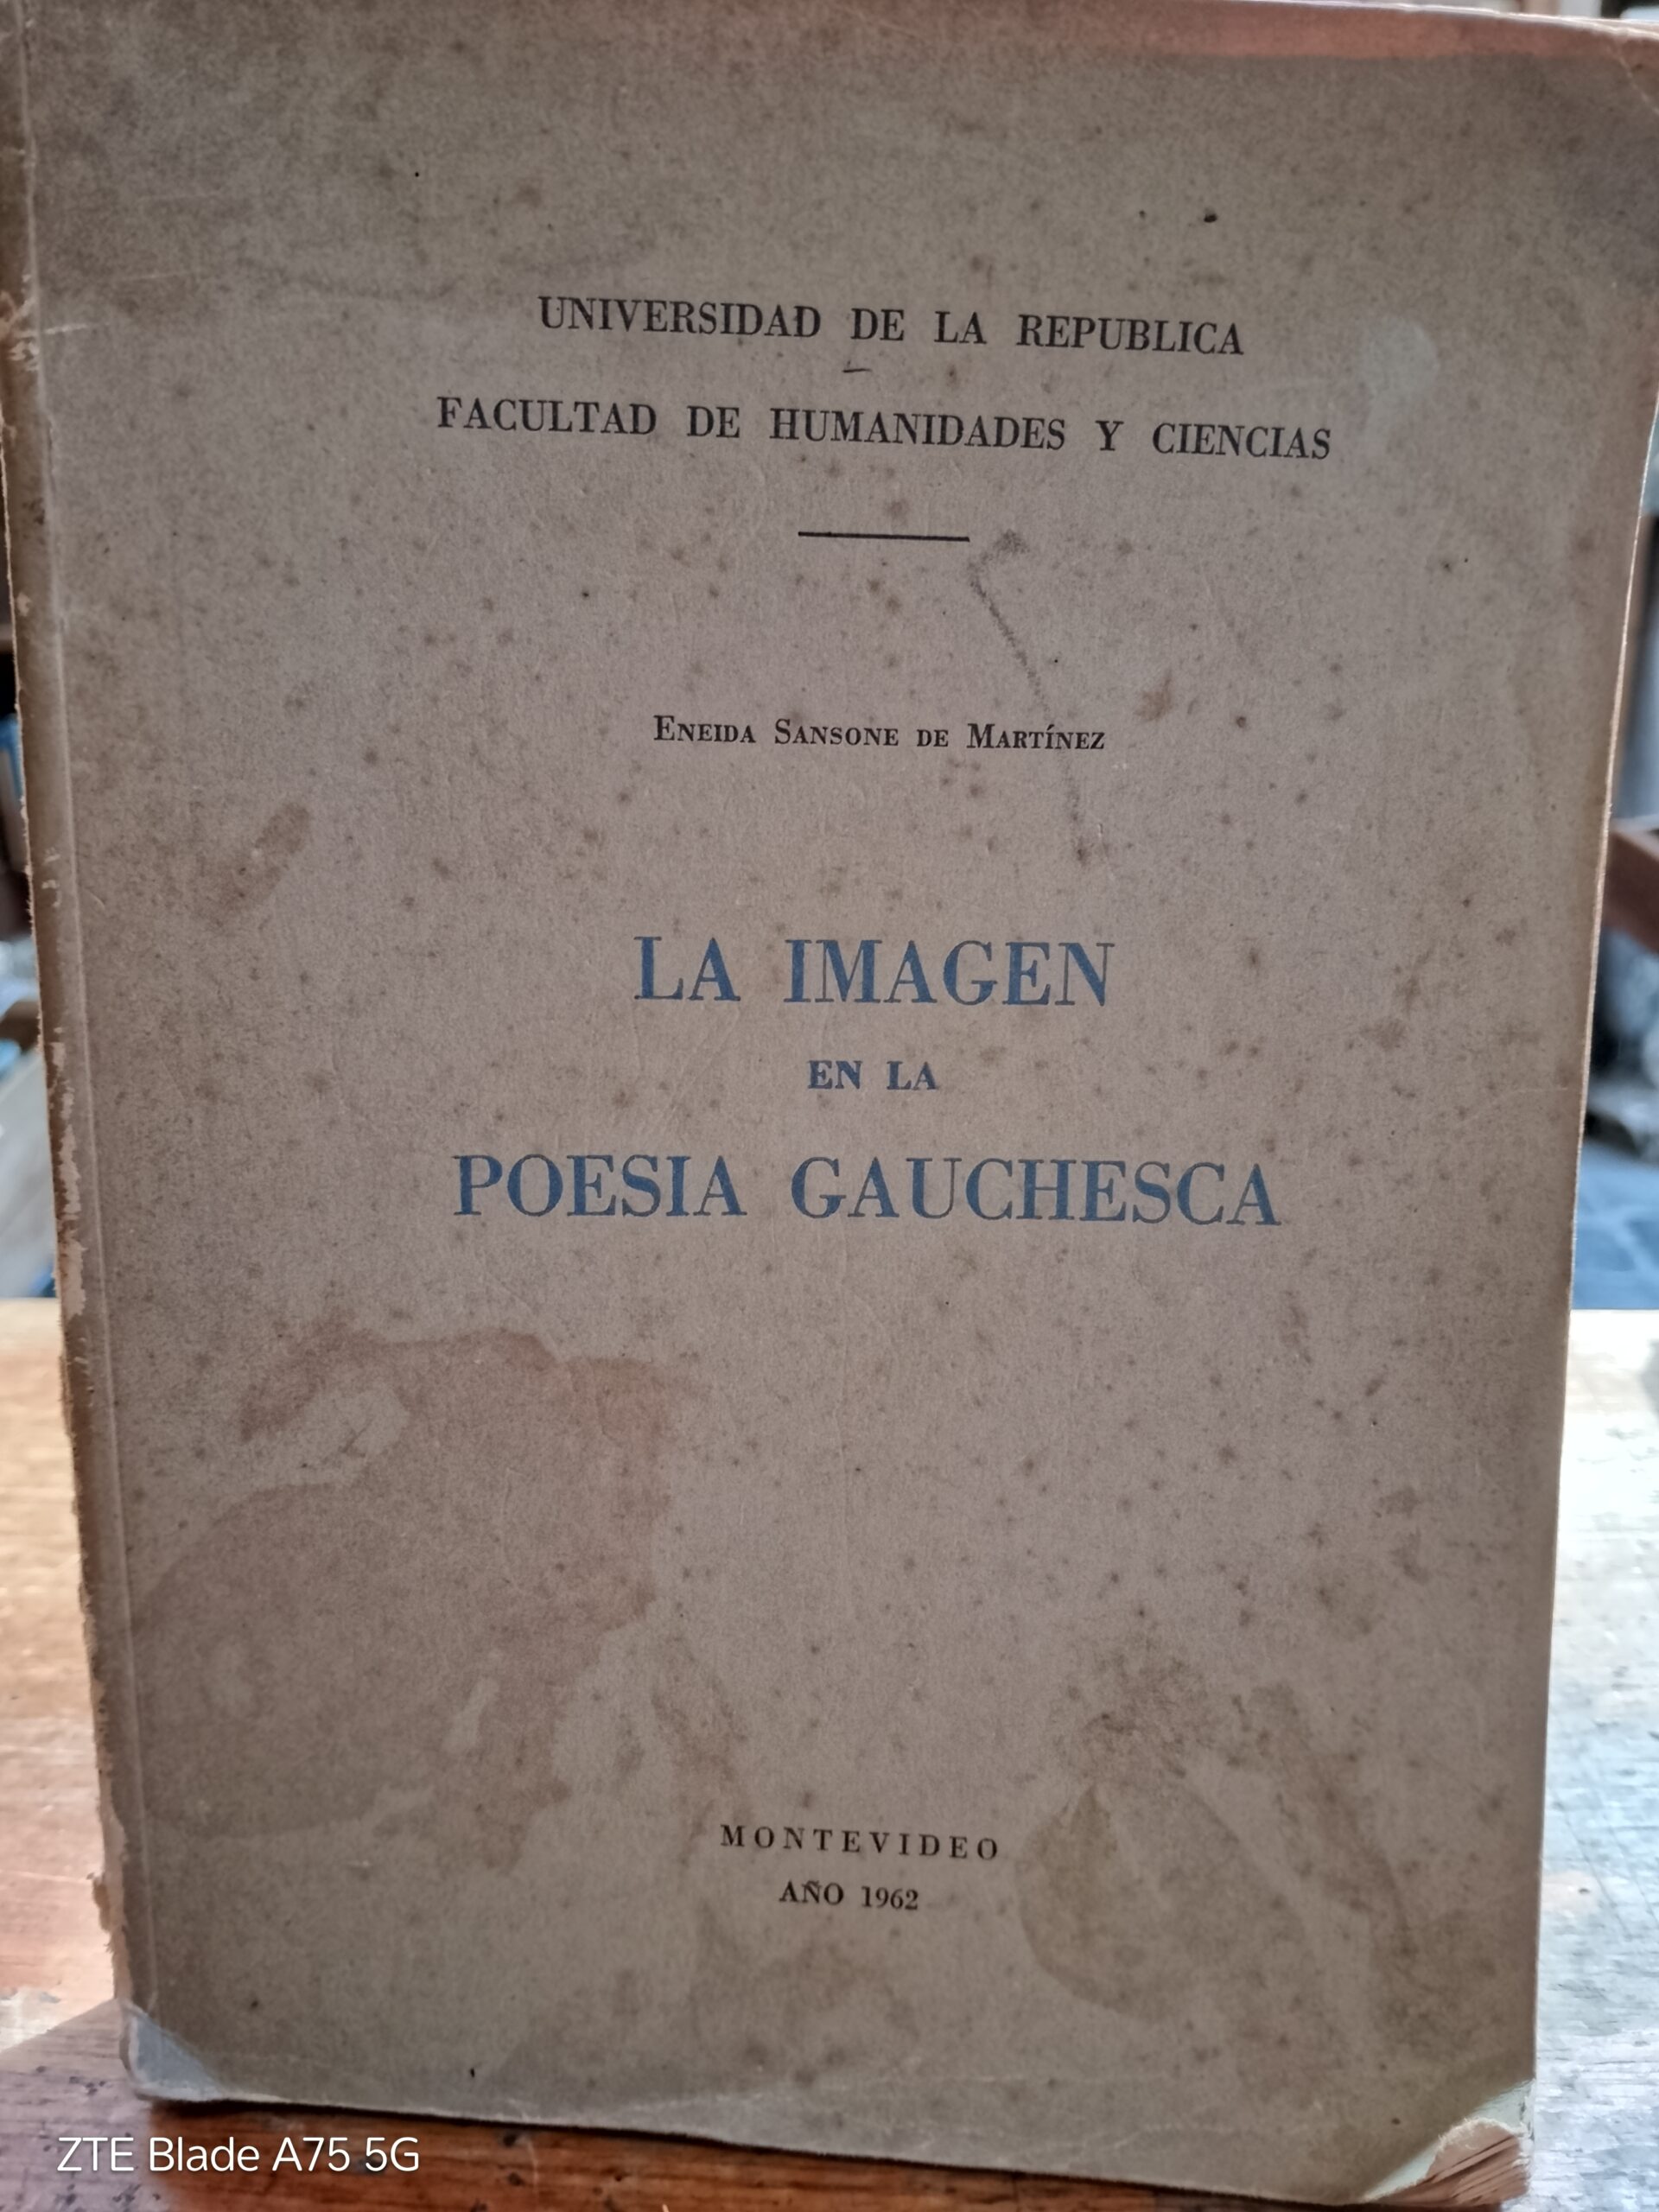 UNIVERSIDAD DE LA REPUBLICA
FACULTAD DE HUMANIDADES Y CIENCIAS
ENEIDA SANSONE DE MARTÍNEZ
LA IMAGEN
EN LA
POESIA GAUCHESCA
MONTEVIDEO
AÑO 1962
ZTE Blade A75 5G